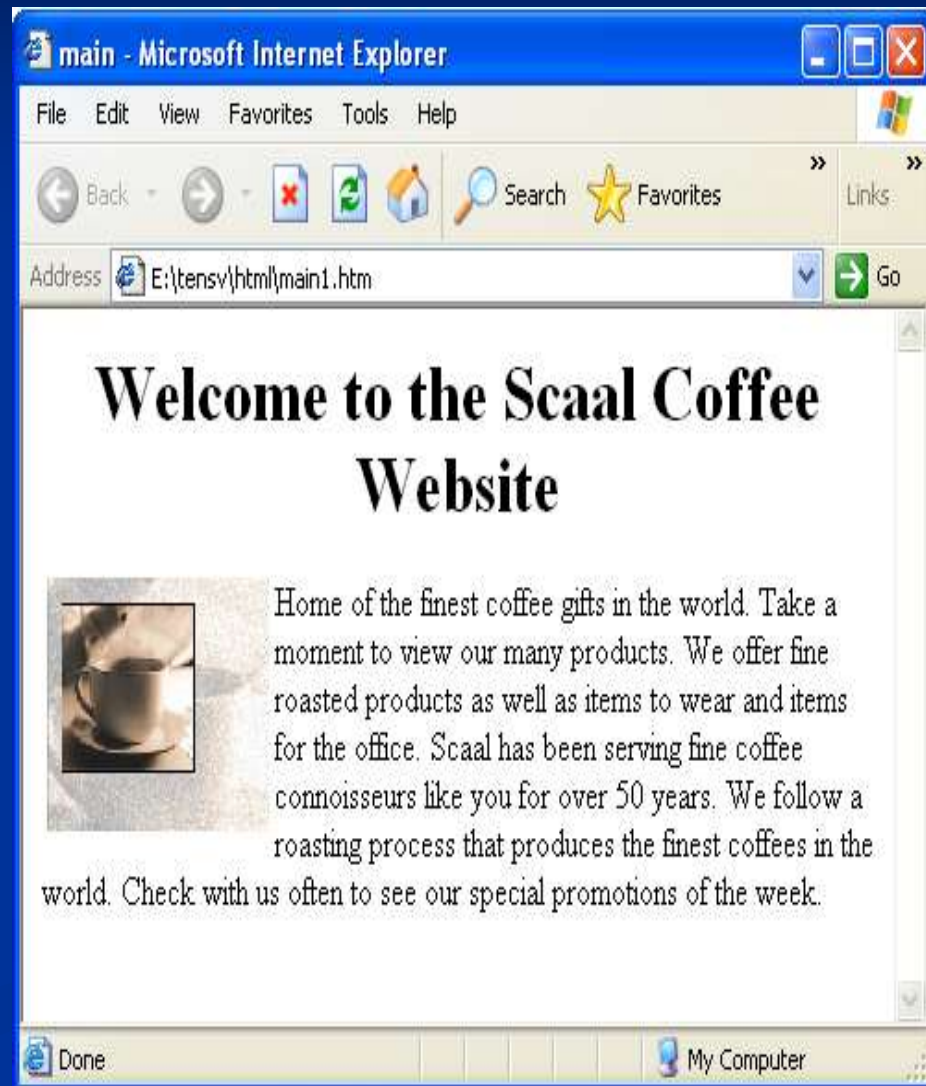 main - Microsoft Internet Explorer
File Edit View Favorites Tools Help
Back Search Favorites » Links »
Address E:\tensv\html\main1.htm Go
Welcome to the Scaal Coffee
Website
Home of the finest coffee gifts in the world. Take a
moment to view our many products. We offer fine
roasted products as well as items to wear and items
for the office. Scaal has been serving fine coffee
connoisseurs like you for over 50 years. We follow a
roasting process that produces the finest coffees in the
world. Check with us often to see our special promotions of the week.
Done My Computer